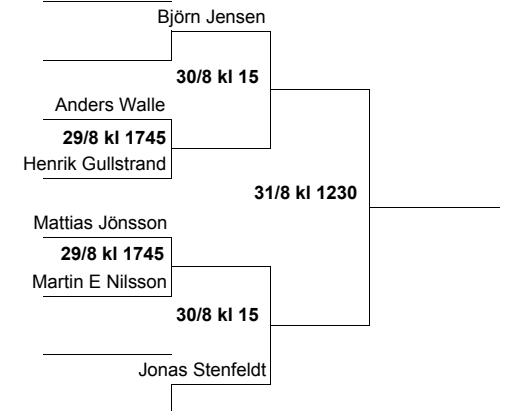 Björn Jensen
30/8 kl 15
Anders Walle
29/8 kl 1745
Henrik Gullstrand
31/8 kl 1230
Mattias Jönsson
29/8 kl 1745
Martin E Nilsson
30/8 kl 15
Jonas Stenfeldt